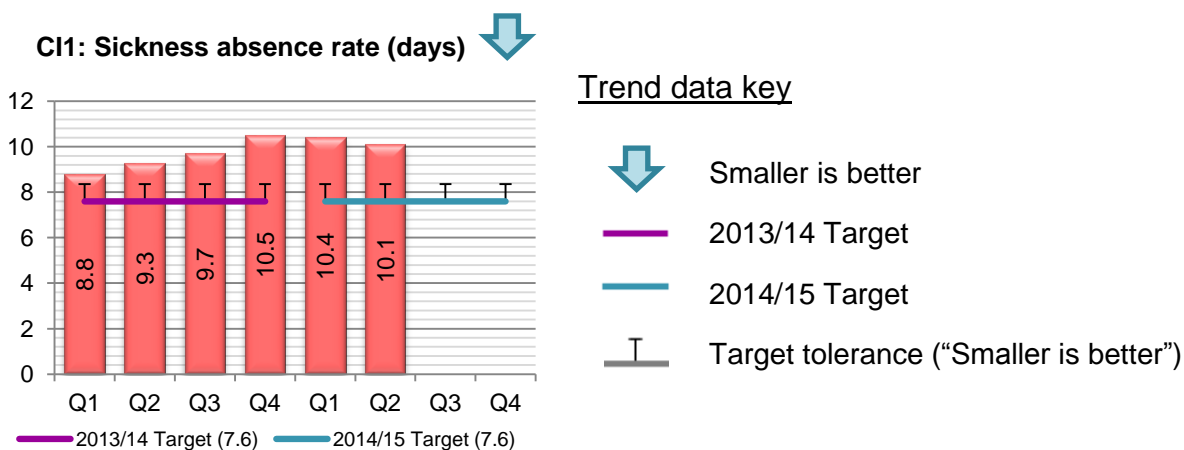 CI1: Sickness absence rate (days)
12
10
8
6
4
2
0
8.8
9.3
9.7
10.5
10.4
10.1
Q1 Q2 Q3 Q4 Q1 Q2 Q3 Q4
2013/14 Target (7.6) 2014/15 Target (7.6)
Trend data key
Smaller is better
2013/14 Target
2014/15 Target
Target tolerance (“Smaller is better”)